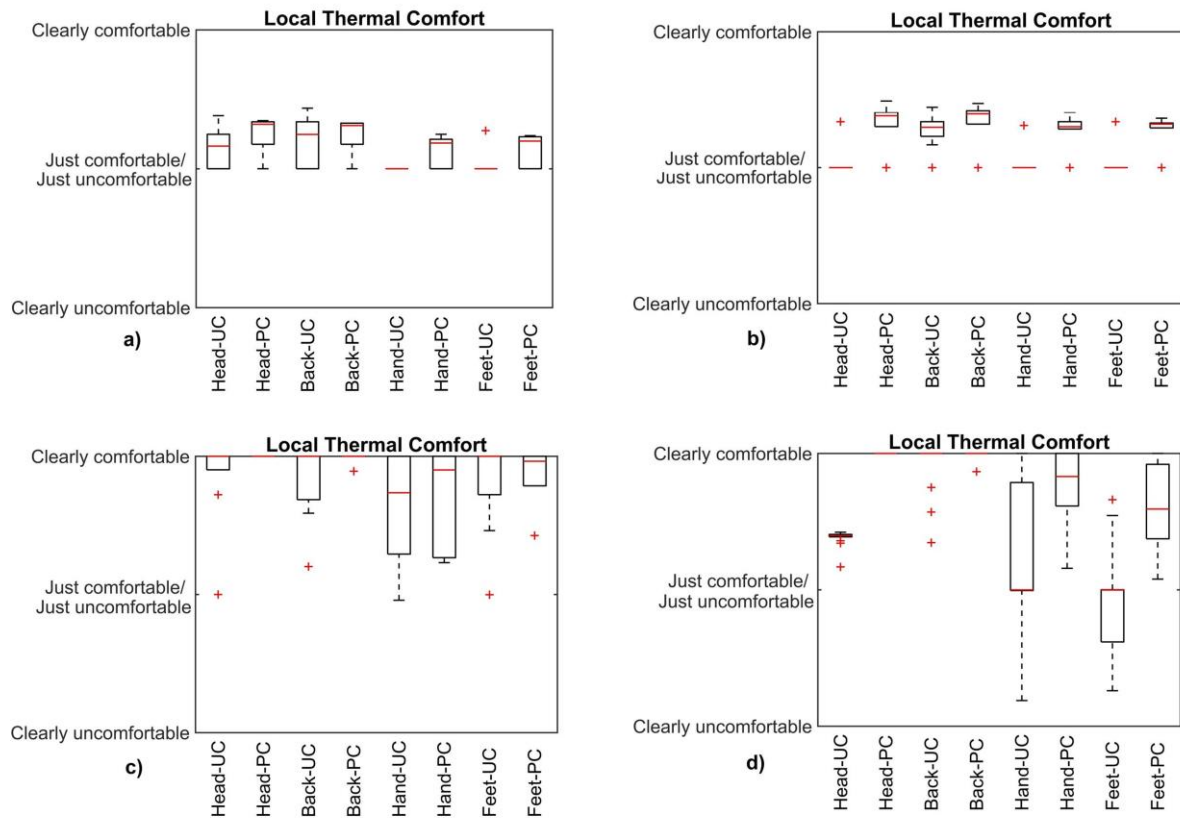 Local Thermal Comfort
Clearly comfortable
Just comfortable/
Just uncomfortable
Clearly uncomfortable
Head-UC
Head-PC
Back-UC
Back-PC
Hand-UC
Hand-PC
Feet-UC
Feet-PC
a)
Local Thermal Comfort
Clearly comfortable
Just comfortable/
Just uncomfortable
Clearly uncomfortable
Head-UC
Head-PC
Back-UC
Back-PC
Hand-UC
Hand-PC
Feet-UC
Feet-PC
b)
Local Thermal Comfort
Clearly comfortable
Just comfortable/
Just uncomfortable
Clearly uncomfortable
Head-UC
Head-PC
Back-UC
Back-PC
Hand-UC
Hand-PC
Feet-UC
Feet-PC
c)
Local Thermal Comfort
Clearly comfortable
Just comfortable/
Just uncomfortable
Clearly uncomfortable
Head-UC
Head-PC
Back-UC
Back-PC
Hand-UC
Hand-PC
Feet-UC
Feet-PC
d)